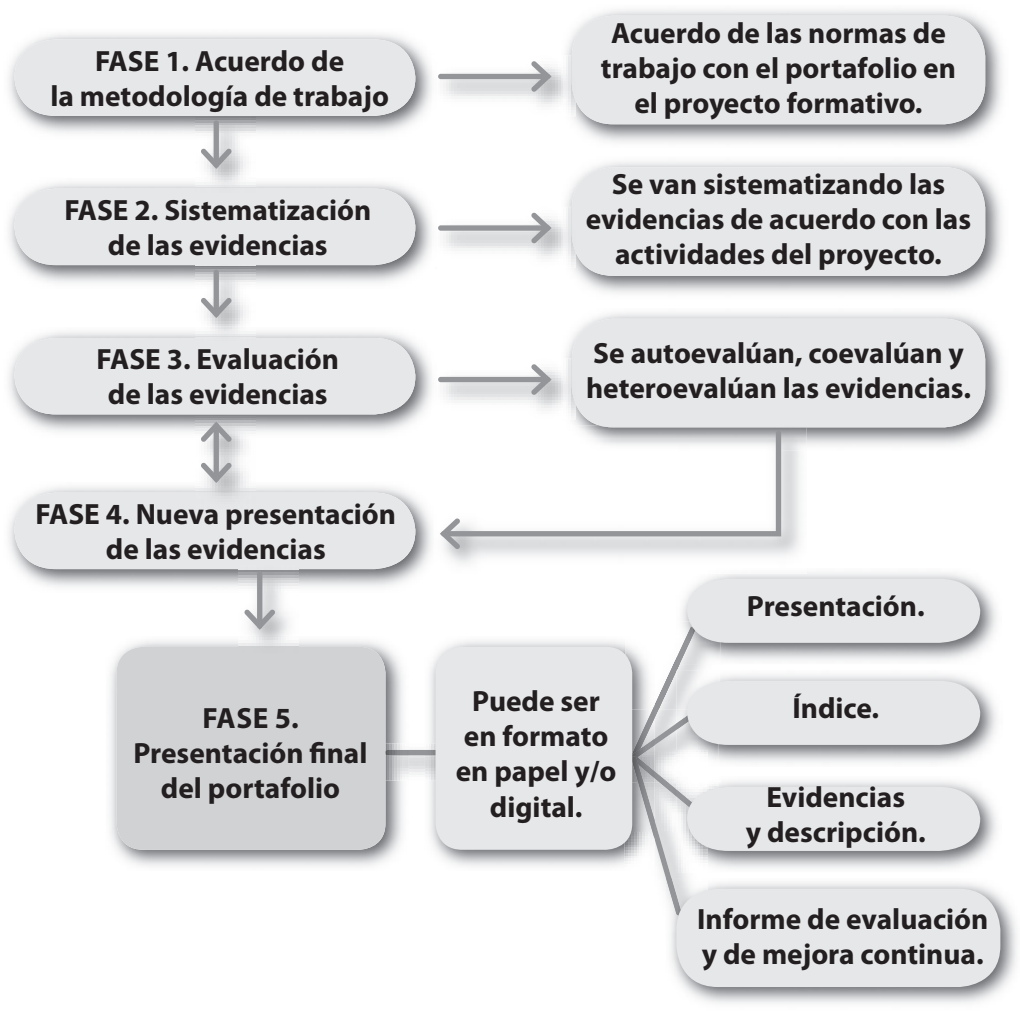 FASE 1. Acuerdo de
la metodología de trabajo
Acuerdo de las normas de
trabajo con el portafolio en
el proyecto formativo.
FASE 2. Sistematización
de las evidencias
Se van sistematizando las
evidencias de acuerdo con las
actividades del proyecto.
FASE 3. Evaluación
de las evidencias
Se autoevalúan, coevalúan y
heteroevalúan las evidencias.
FASE 4. Nueva presentación
de las evidencias
FASE 5.
Presentación final
del portafolio
Puede ser
en formato
en papel y/o
digital.
Presentación.
Índice.
Evidencias
y descripción.
Informe de evaluación
y de mejora continua.